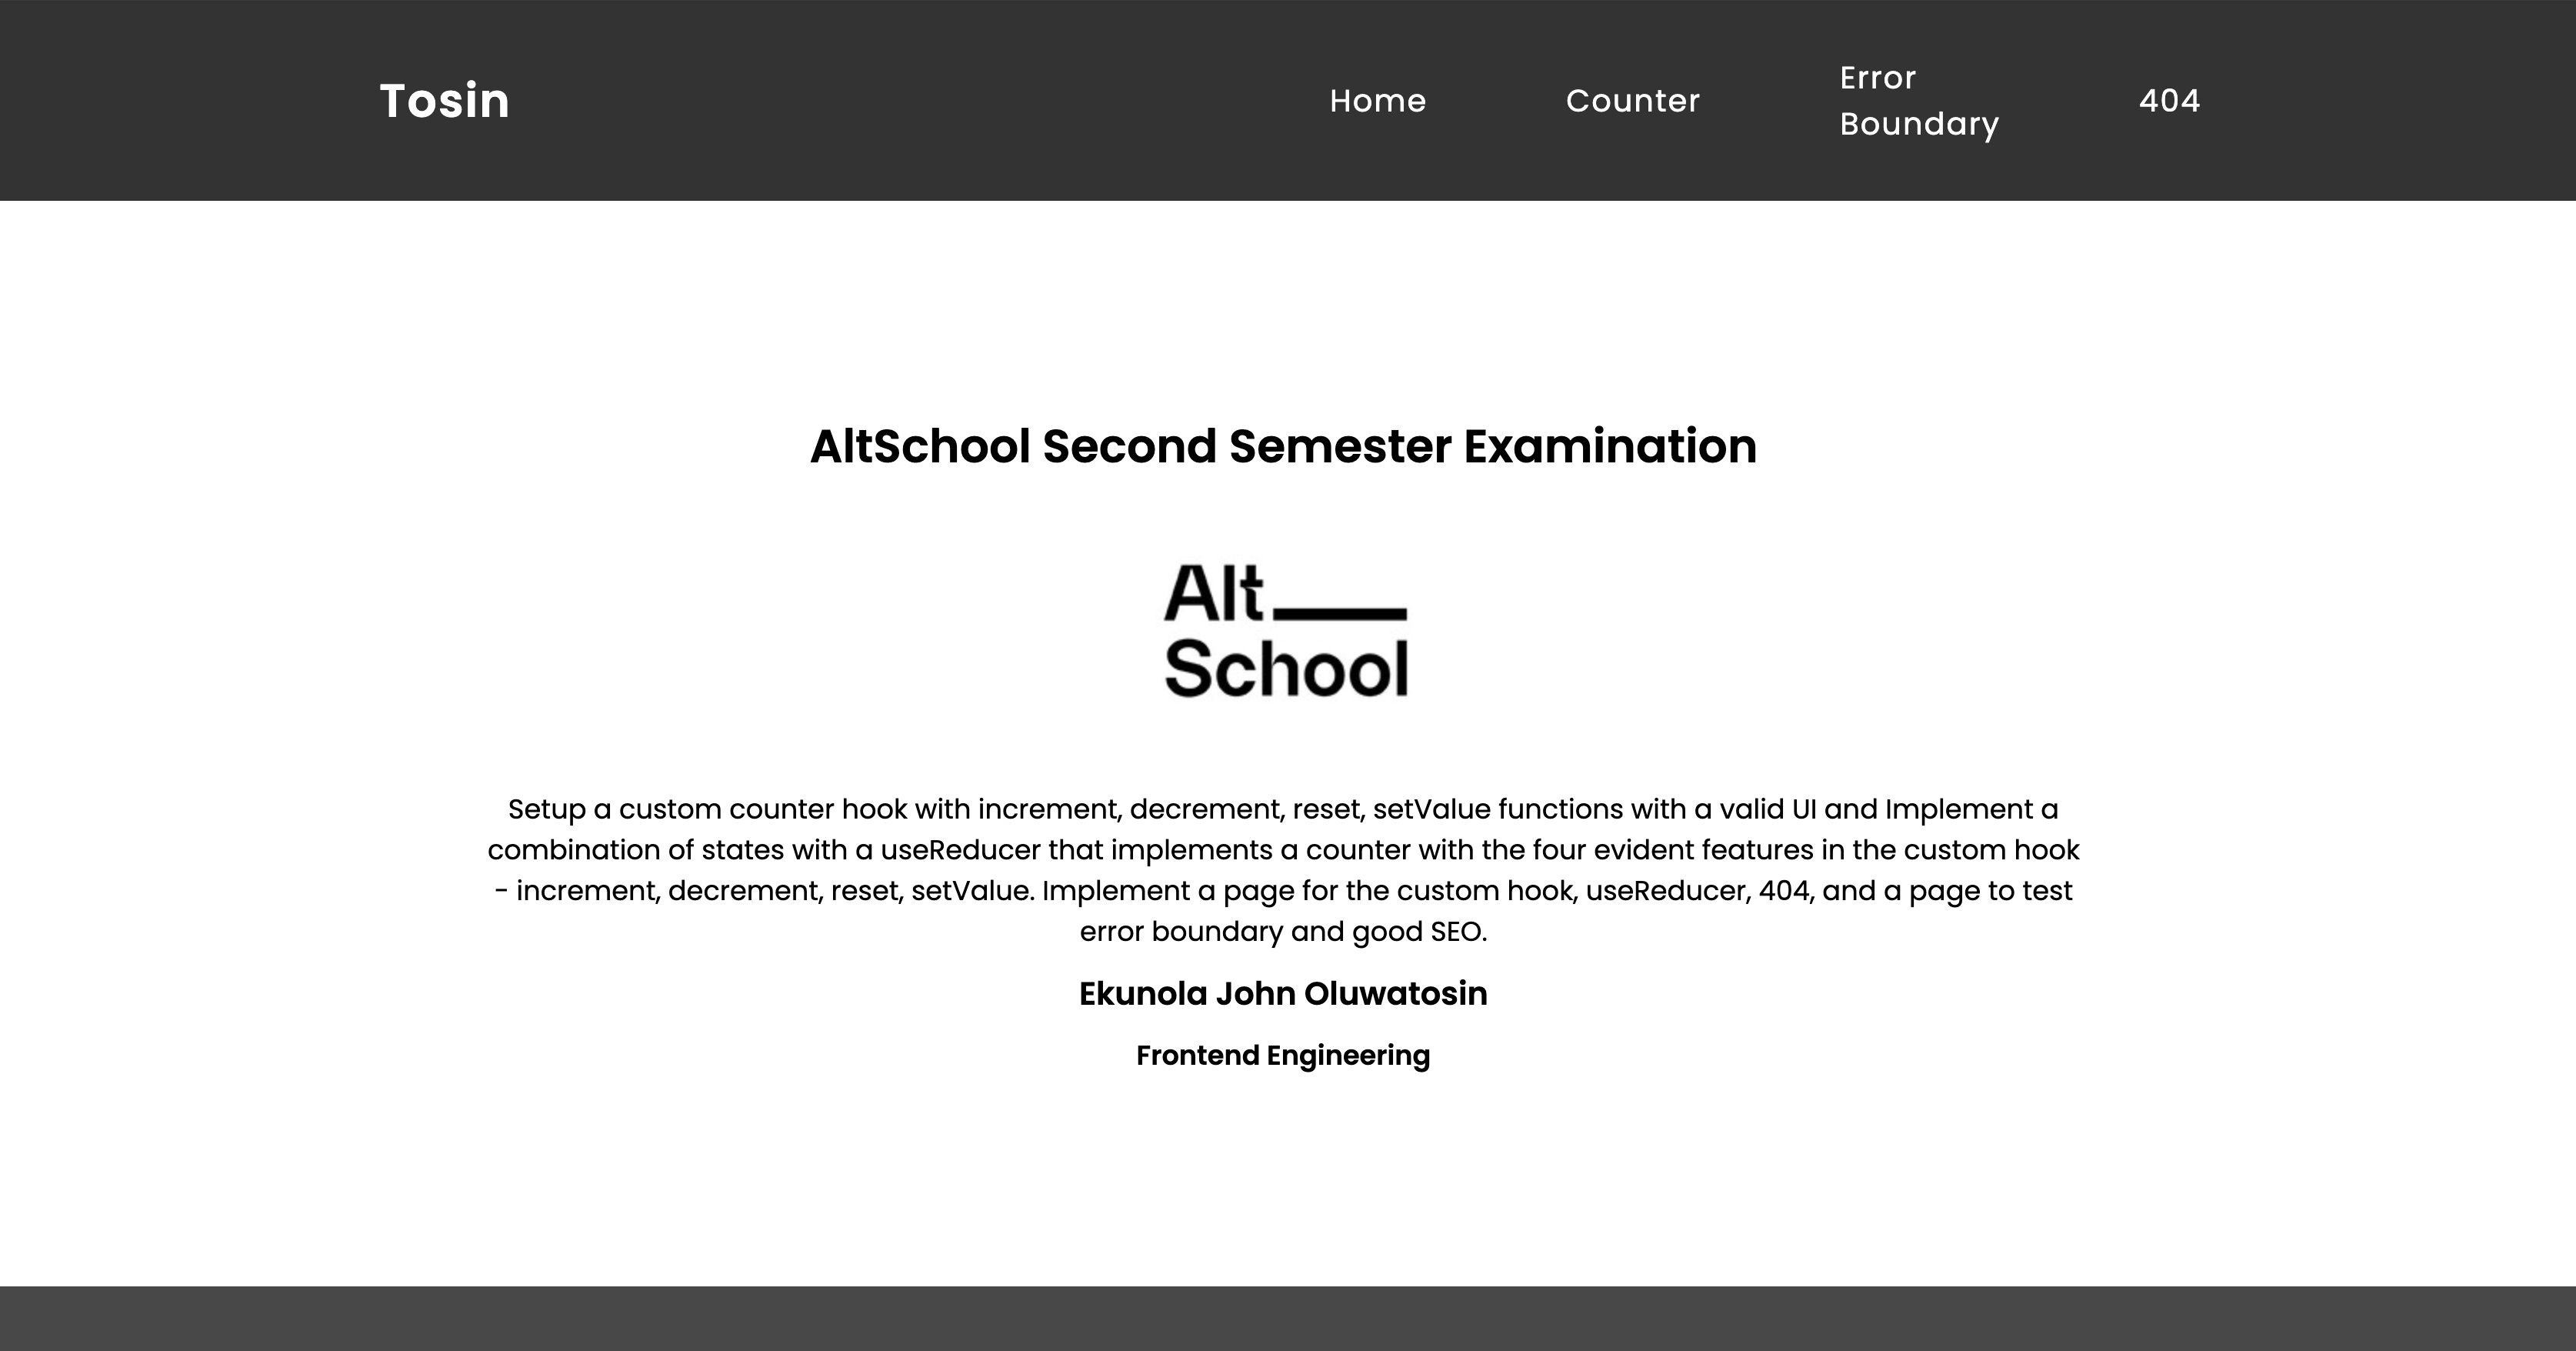 Tosin
Home
Counter
Error
Boundary
404
AltSchool Second Semester Examination
Alt
School
Setup a custom counter hook with increment, decrement, reset, setValue functions with a valid UI and Implement a
combination of states with a useReducer that implements a counter with the four evident features in the custom hook
- increment, decrement, reset, setValue. Implement a page for the custom hook, useReducer, 404, and a page to test
error boundary and good SEO.
Ekunola John Oluwatosin
Frontend Engineering